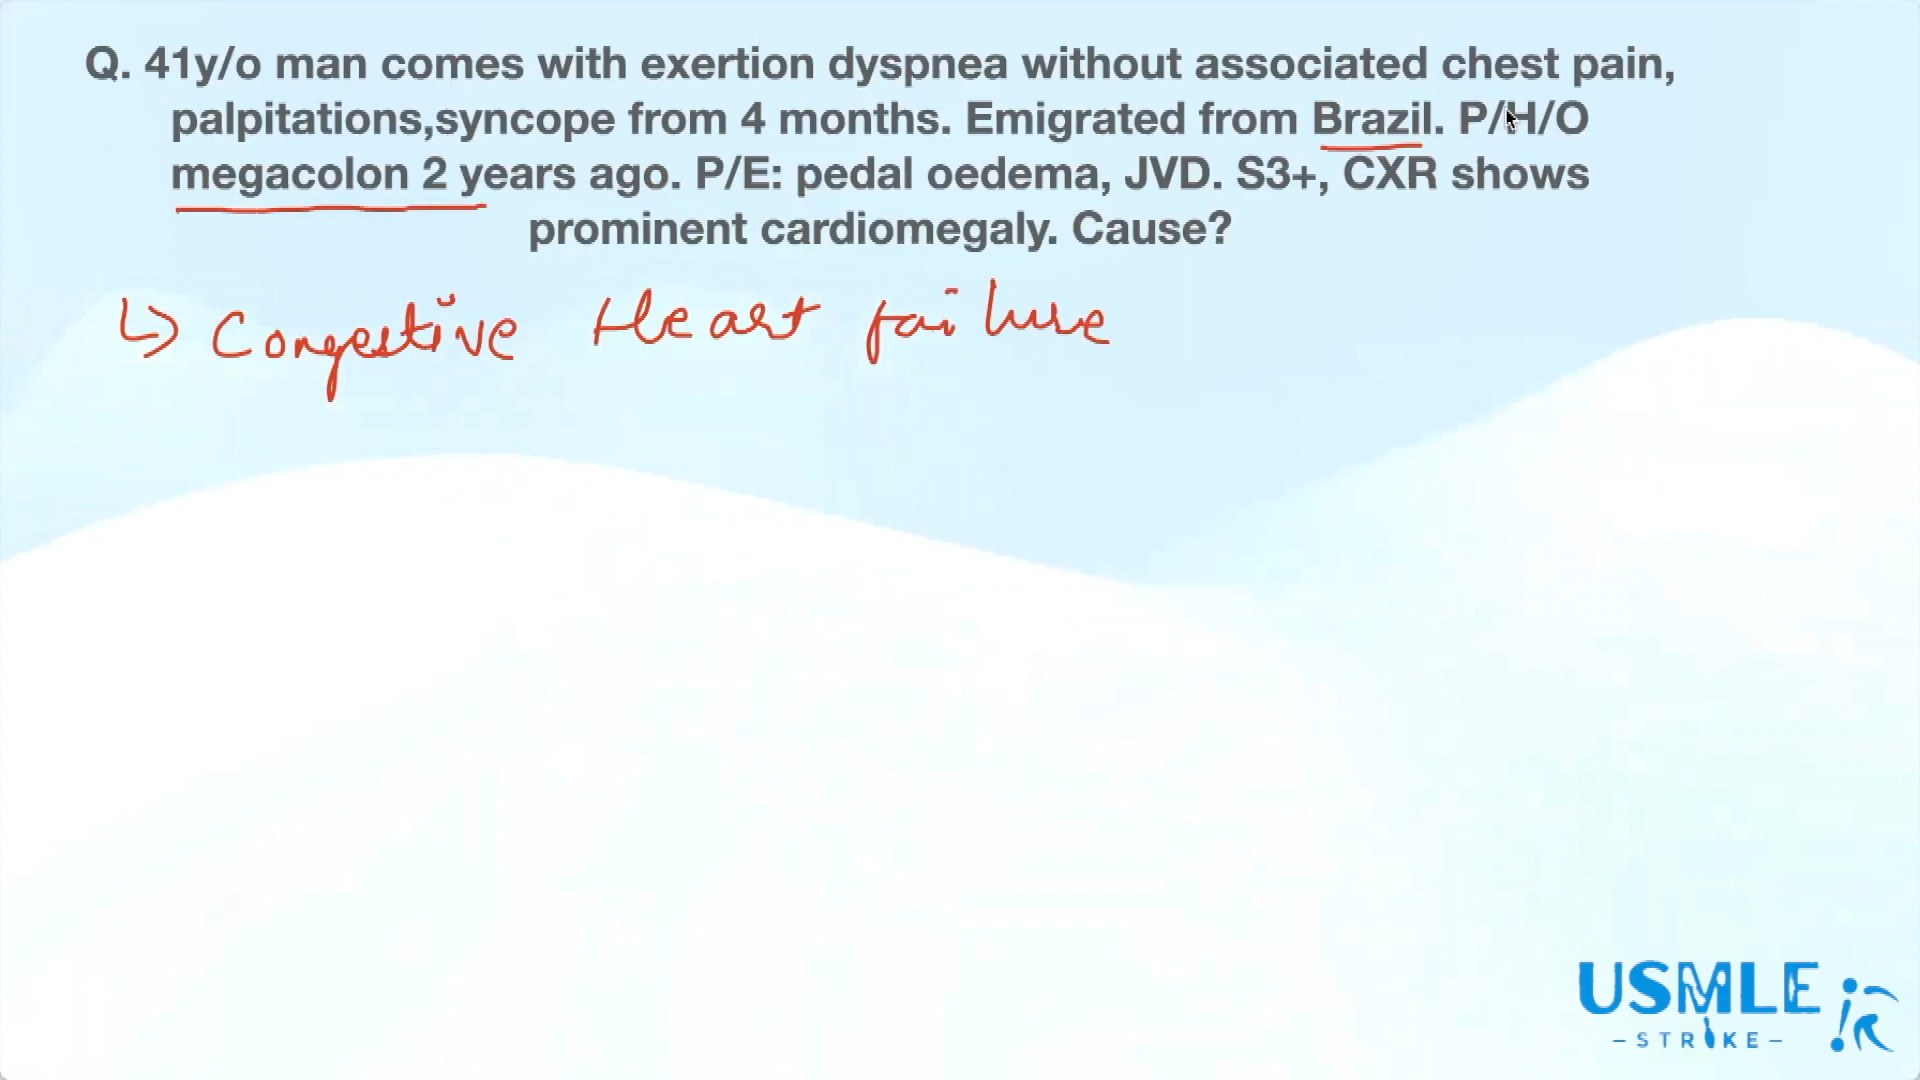 Q. 41y/o man comes with exertion dyspnea without associated chest pain,
palpitations,syncope from 4 months. Emigrated from Brazil. P/H/O
megacolon 2 years ago. P/E: pedal oedema, JVD. S3+, CXR shows
prominent cardiomegaly. Cause?
↳ Congestive Heart failure
USMLE
-STRIKE-